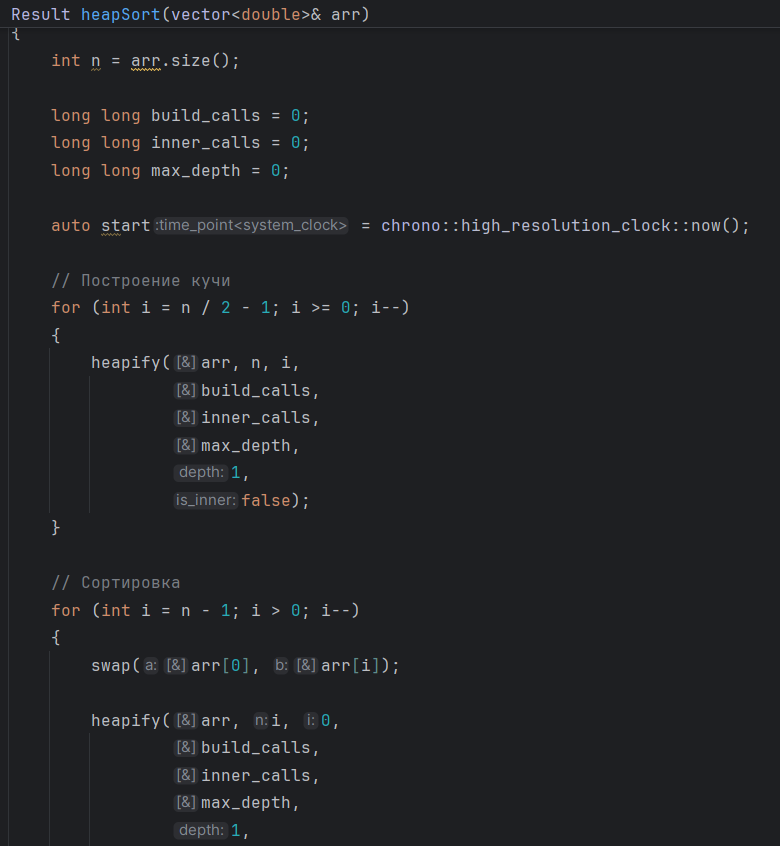 Result heapSort(vector<double>& arr)
{
    int n = arr.size();
    long long build_calls = 0;
    long long inner_calls = 0;
    long long max_depth = 0;
    auto start :time_point<system_clock> = chrono::high_resolution_clock::now();
    // Построение кучи
    for (int i = n / 2 - 1; i >= 0; i--)
    {
        heapify([&]arr, n, i,
                [&]build_calls,
                [&]inner_calls,
                [&]max_depth,
                depth: 1,
                is_inner: false);
    }
    // Сортировка
    for (int i = n - 1; i > 0; i--)
    {
        swap(a: [&]arr[0], b: [&]arr[i]);
        heapify([&]arr, n: i, i: 0,
                [&]build_calls,
                [&]inner_calls,
                [&]max_depth,
                depth: 1,